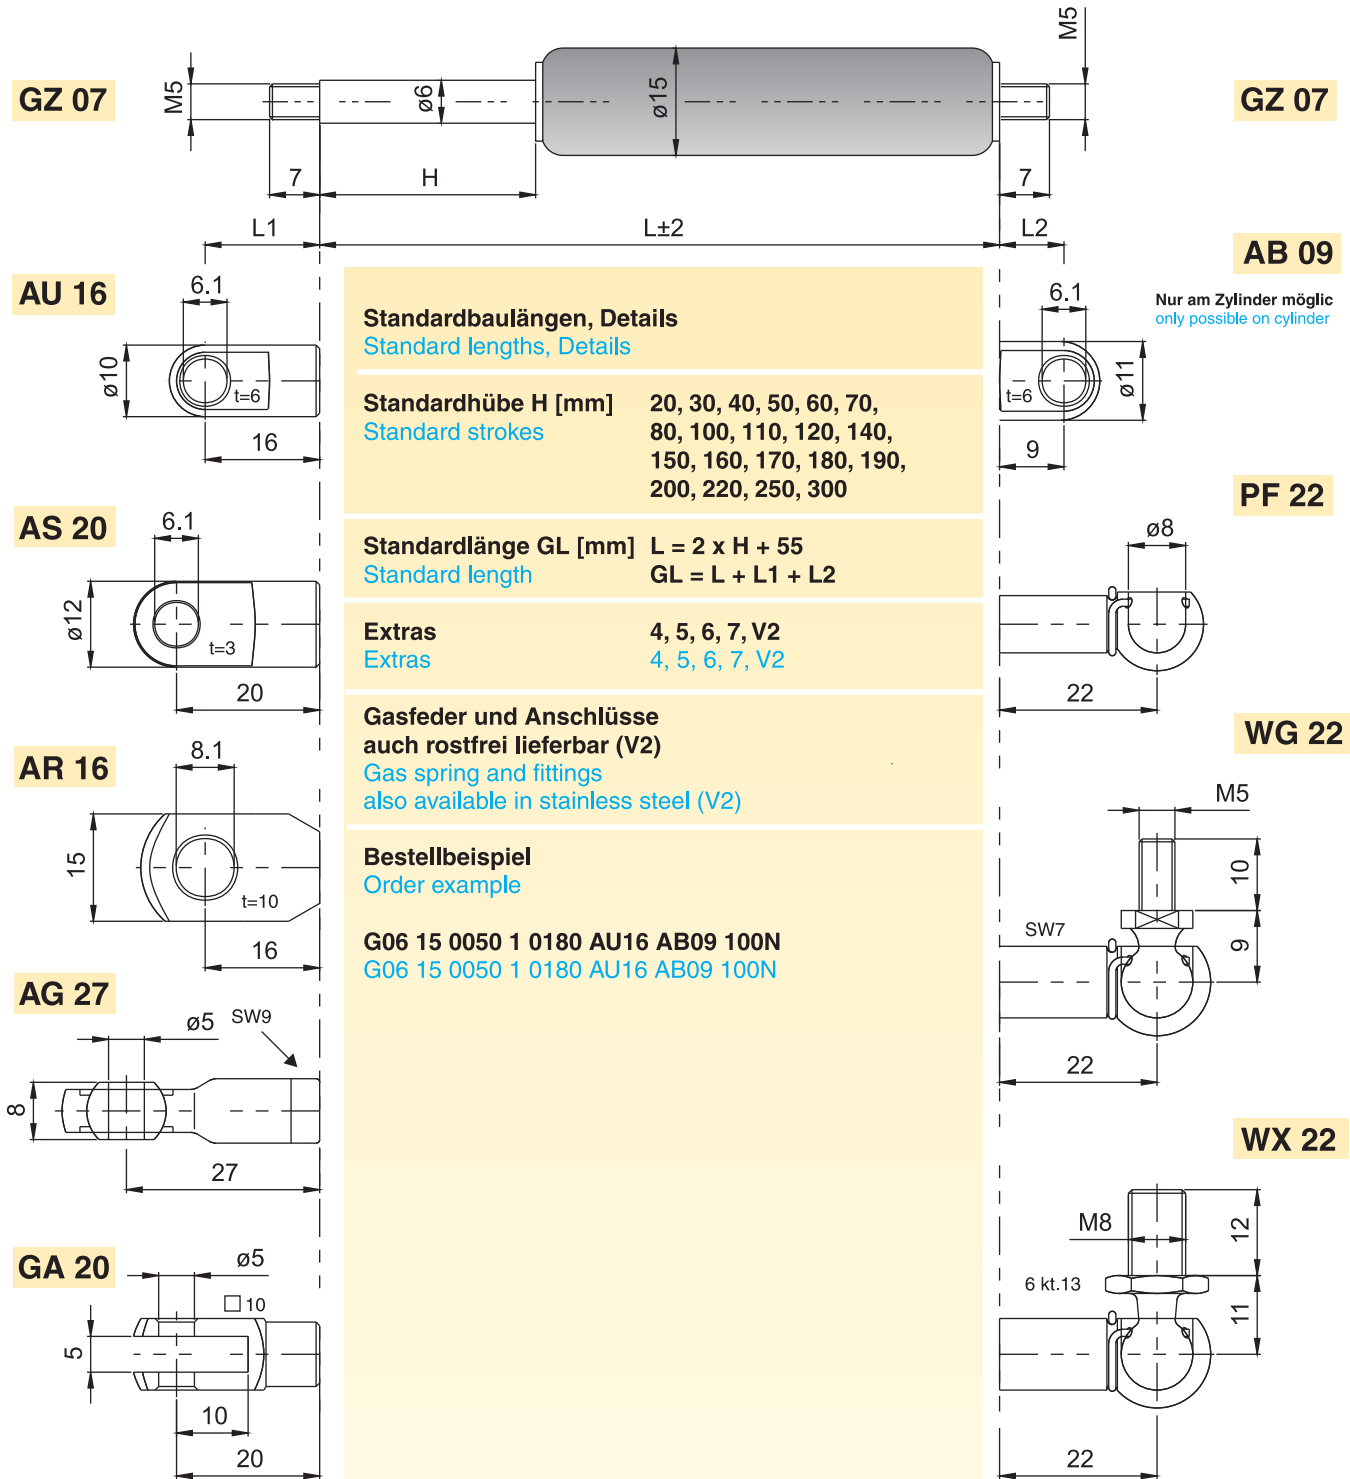 GZ 07
M5
ø6
ø15
M5
GZ 07
7
H
7
L1
L±2
L2
AU 16
6.1
ø10
t=6
16
AS 20
6.1
ø12
t=3
20
AR 16
8.1
15
t=10
16
AG 27
ø5
SW9
8
27
GA 20
ø5
□ 10
5
10
20
Standardbaulängen, Details
Standard lengths, Details
Standardhübe H [mm] 20, 30, 40, 50, 60, 70,
Standard strokes 80, 100, 110, 120, 140,
150, 160, 170, 180, 190,
200, 220, 250, 300
Standardlänge GL [mm] L = 2 x H + 55
Standard length GL = L + L1 + L2
Extras 4, 5, 6, 7, V2
Extras 4, 5, 6, 7, V2
Gasfeder und Anschlüsse
auch rostfrei lieferbar (V2)
Gas spring and fittings
also available in stainless steel (V2)
Bestellbeispiel
Order example
G06 15 0050 1 0180 AU16 AB09 100N
G06 15 0050 1 0180 AU16 AB09 100N
AB 09
Nur am Zylinder möglic
only possible on cylinder
6.1
t=6
ø11
9
PF 22
ø8
22
WG 22
M5
10
SW7
9
22
WX 22
M8
12
6 kt.13
11
22